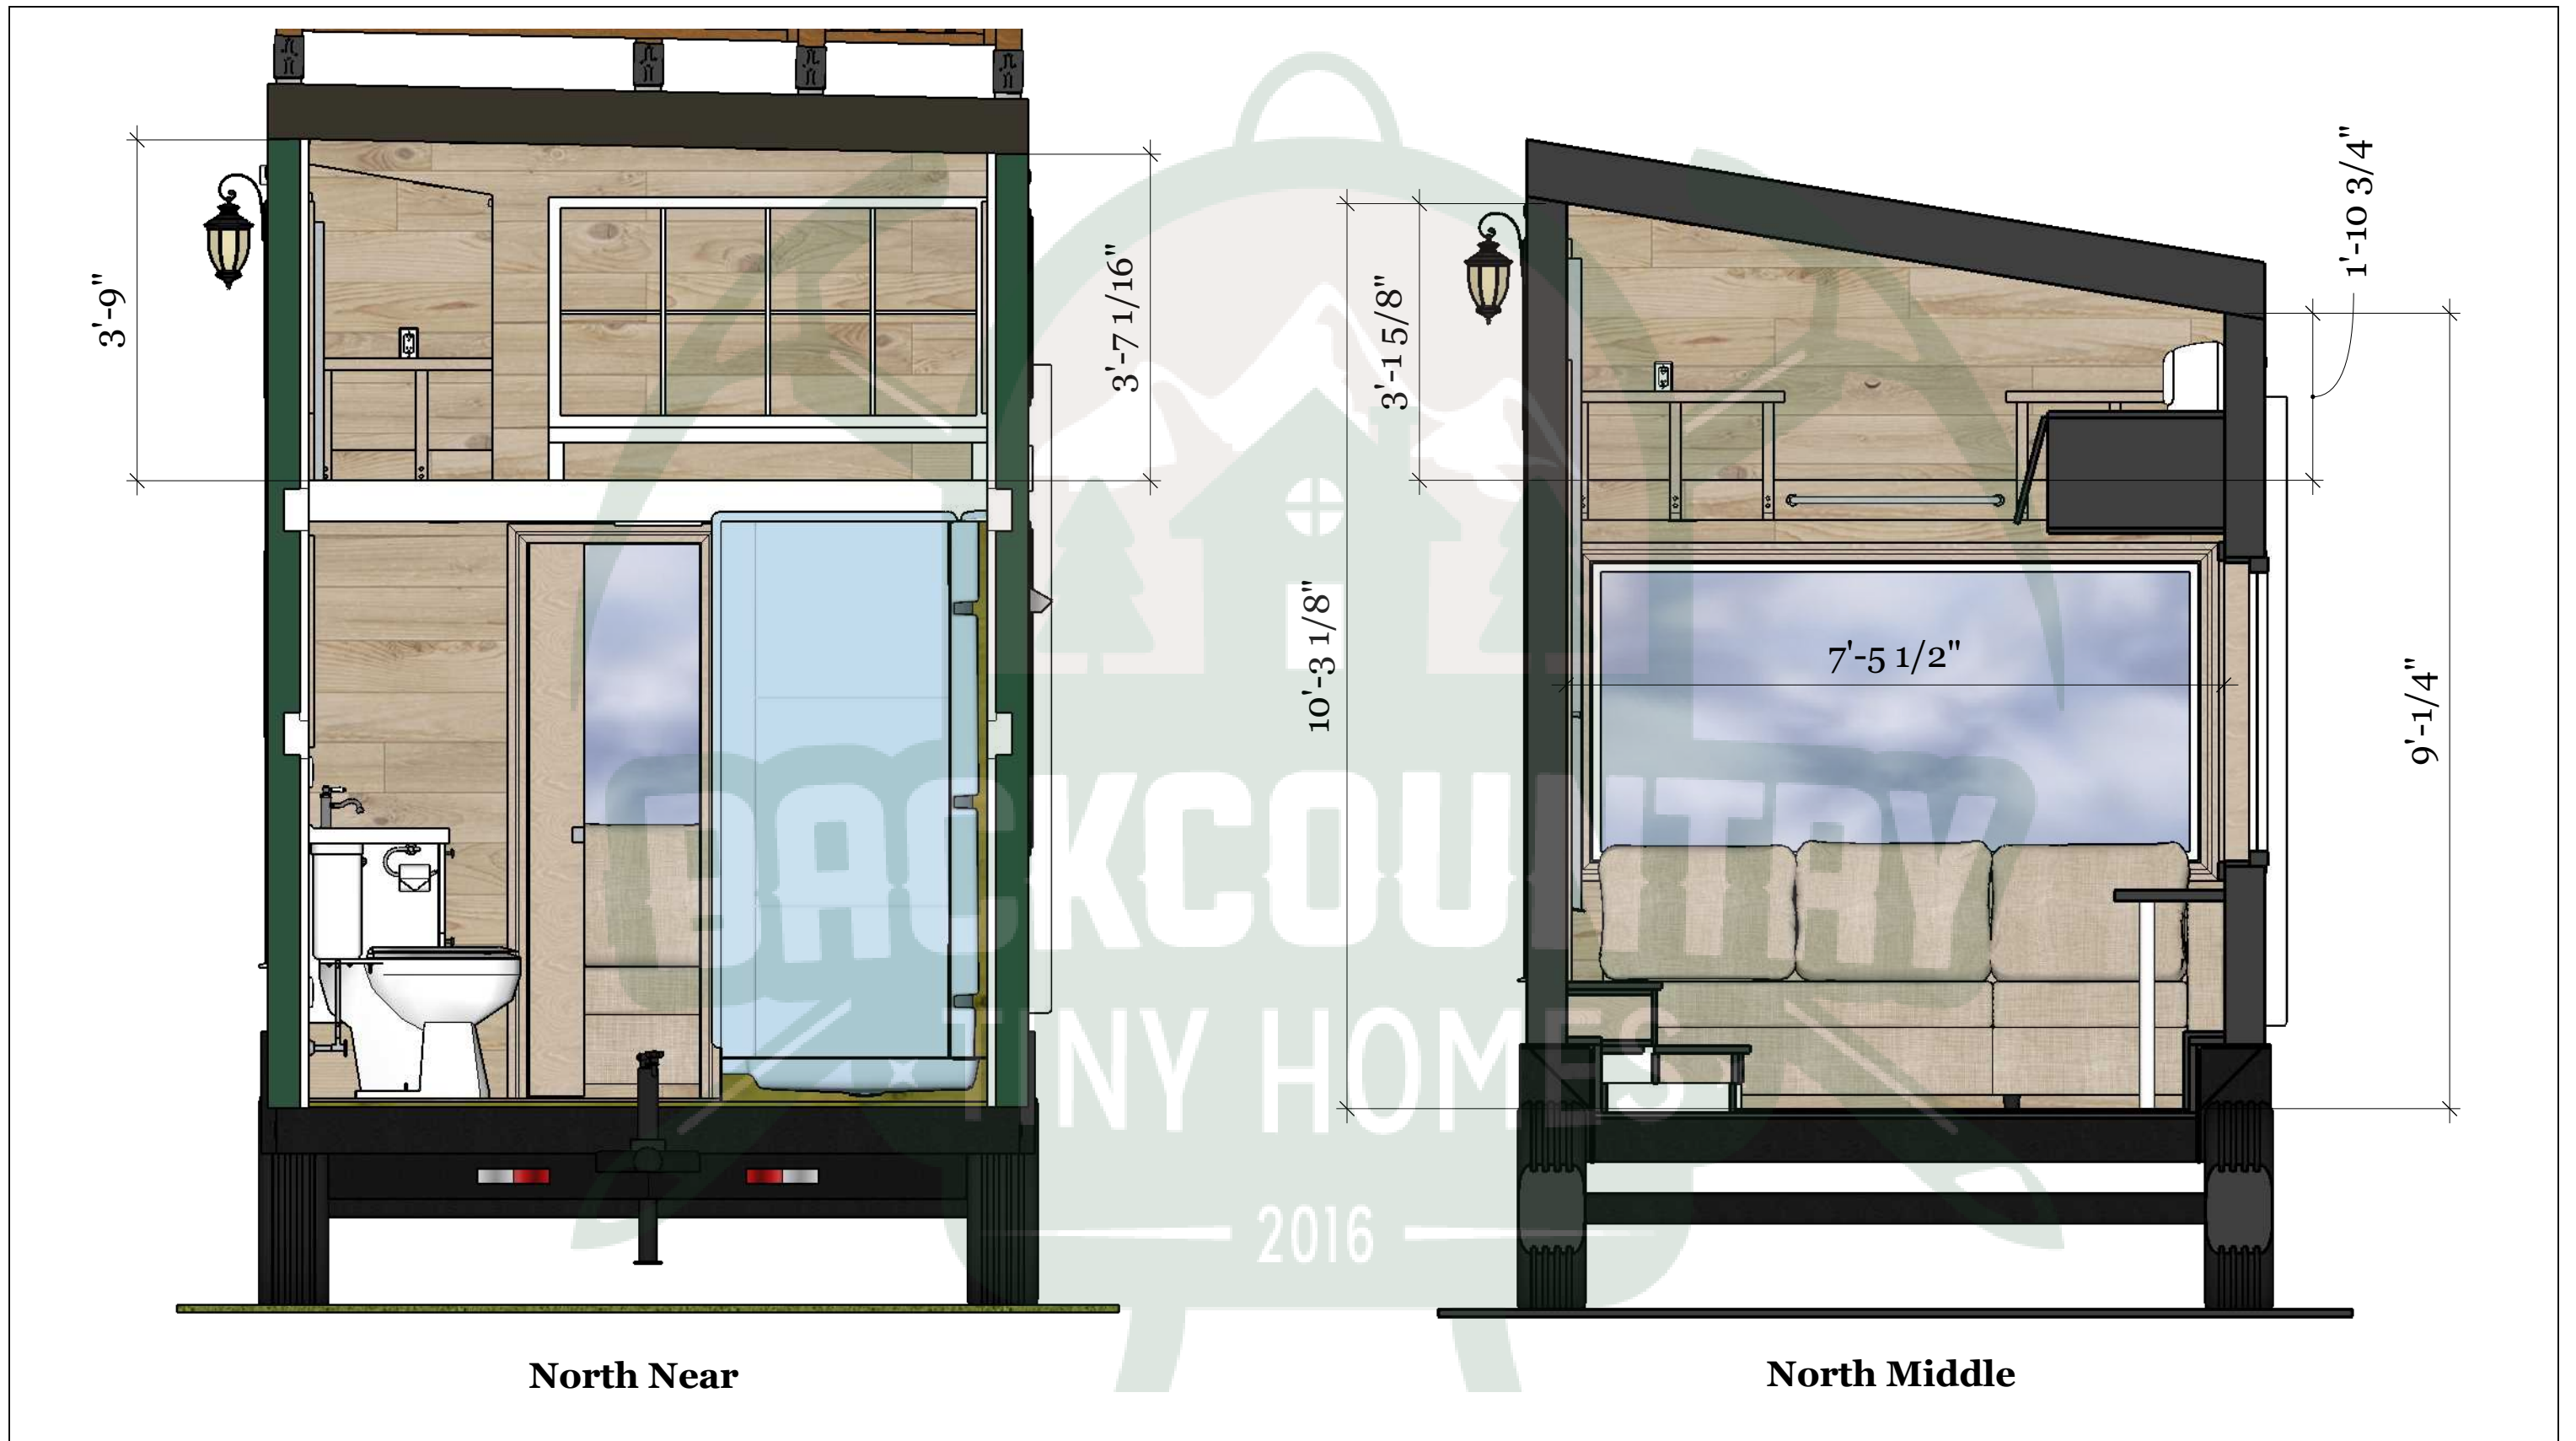 3'-9"
3'-7 1/16"
North Near
10'-3 1/8"
3'-1 5/8"
7'-5 1/2"
1'-10 3/4"
9'-1/4"
North Middle
BACKCOUNTRY
TINY HOMES
2016